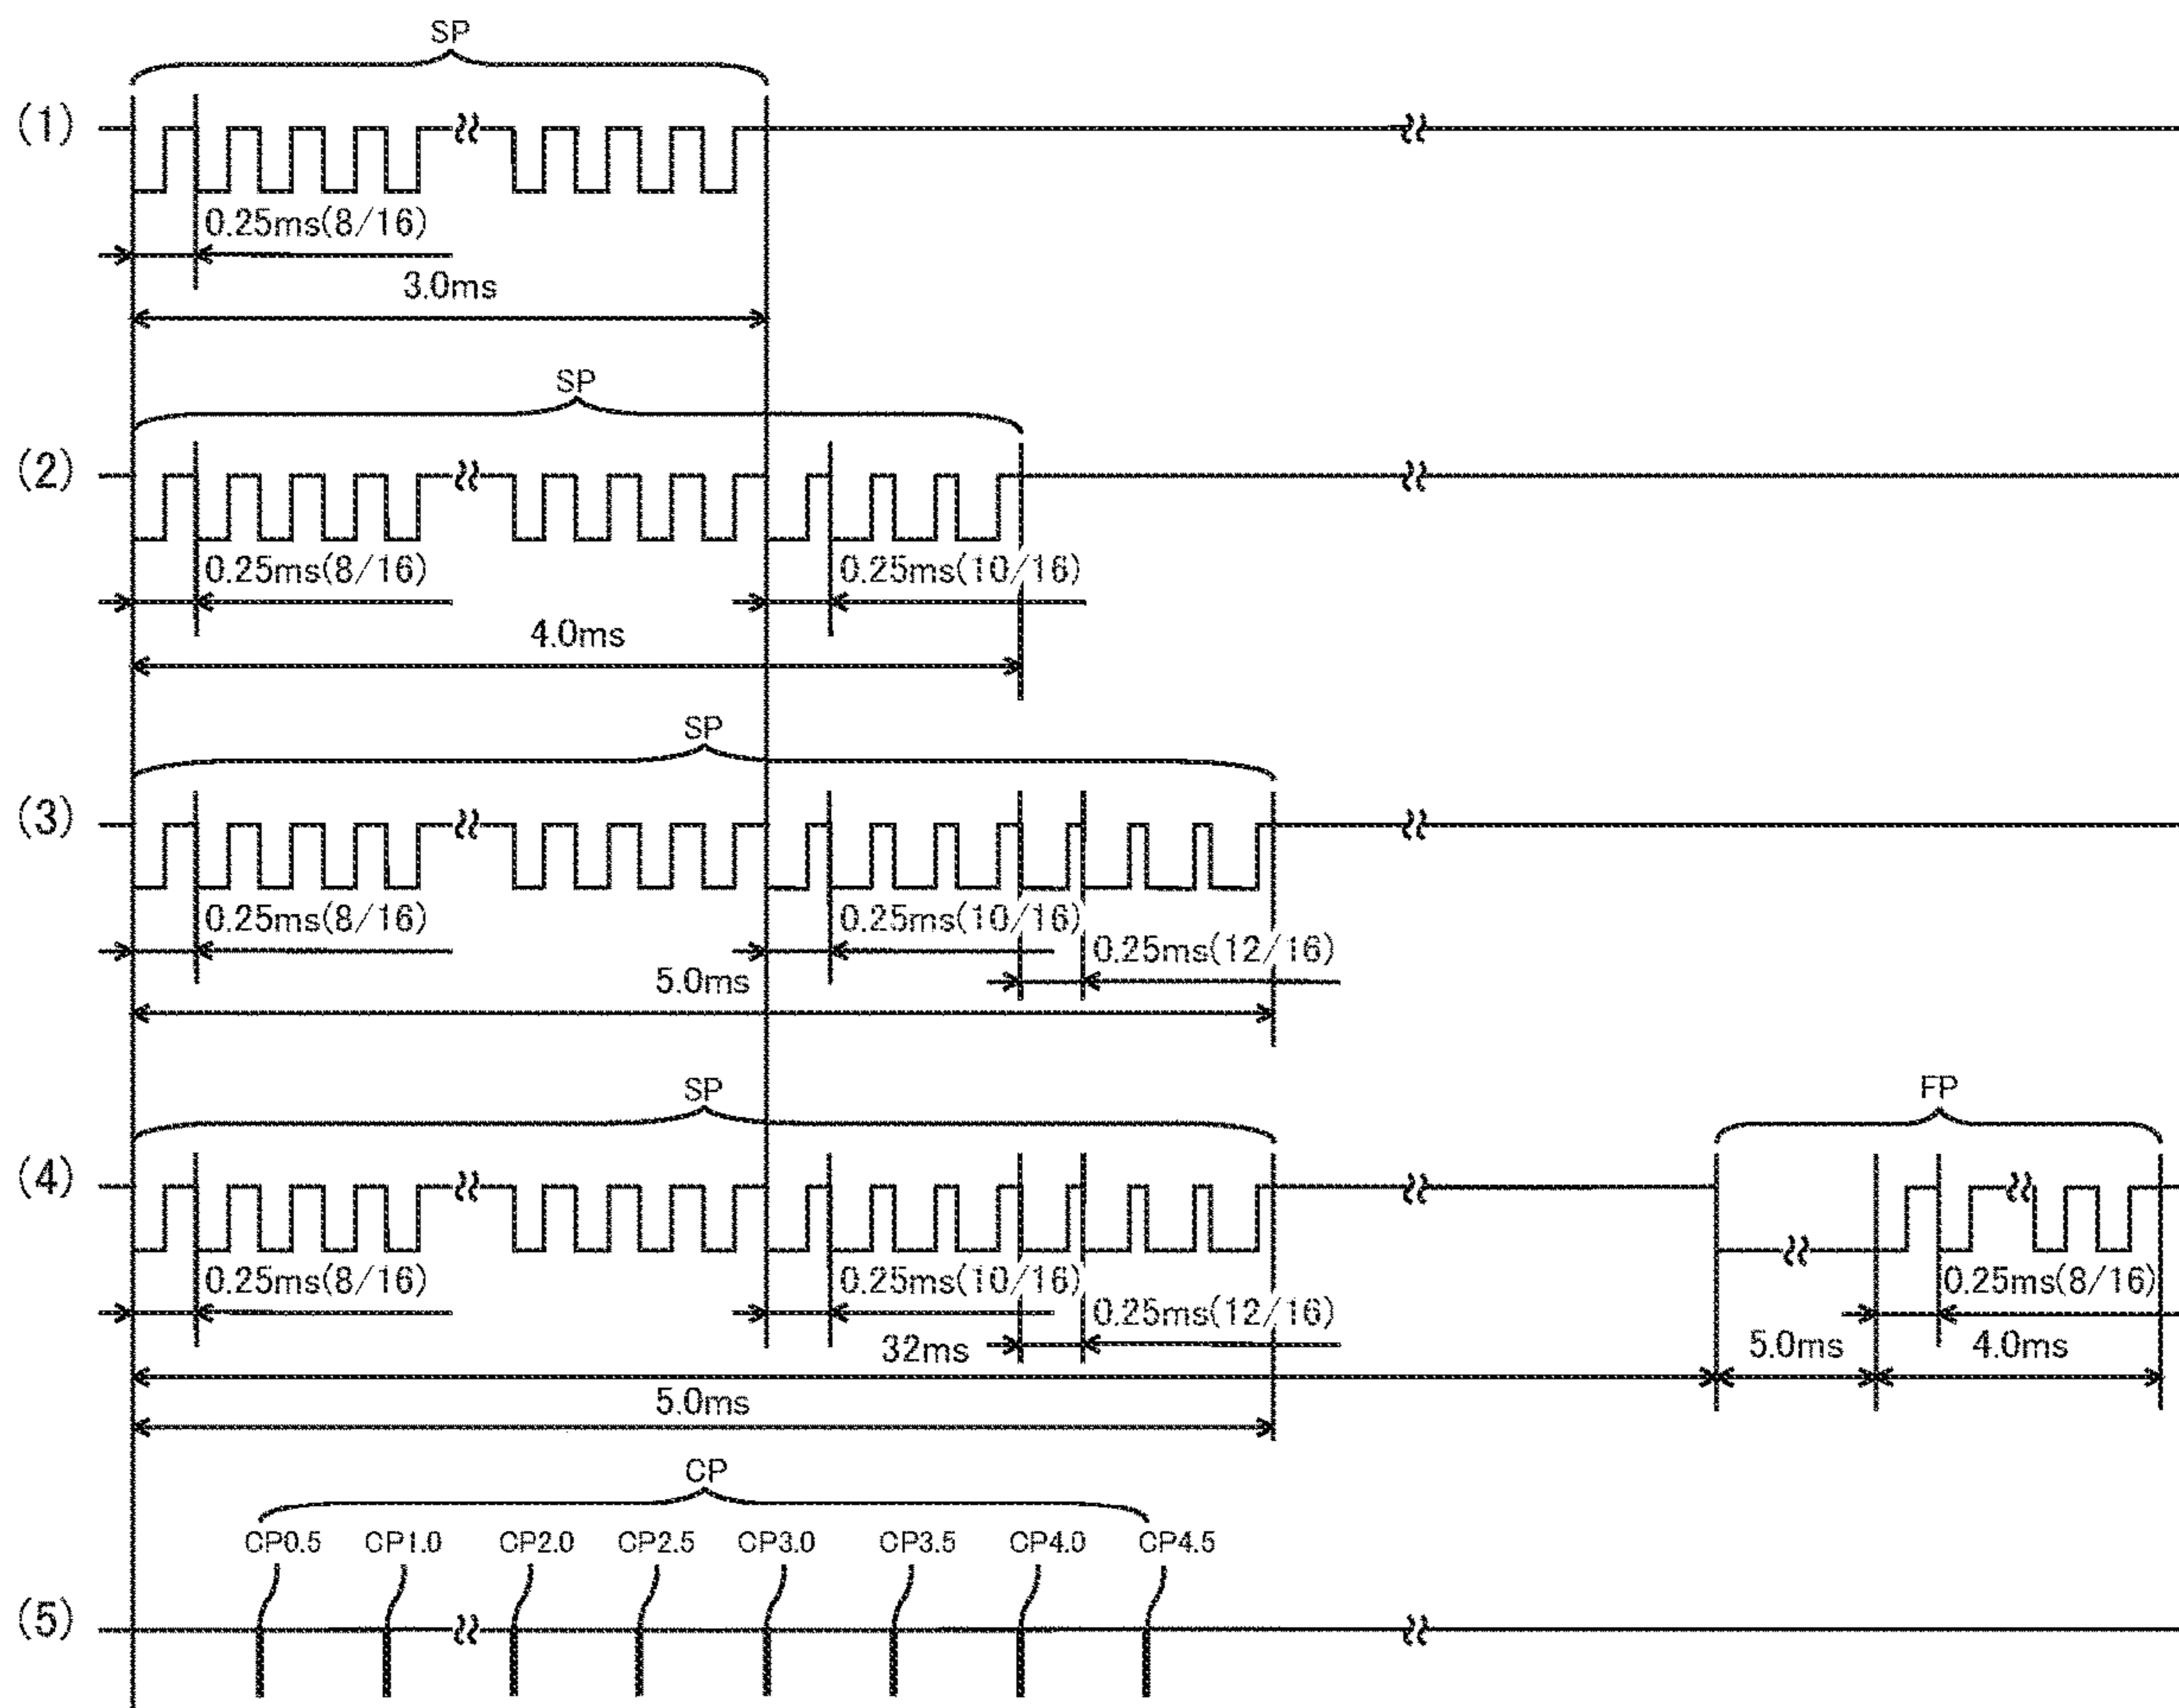 SP
(1)
0.25ms(8/16)
3.0ms
SP
(2)
0.25ms(8/16)
0.25ms(10/16)
4.0ms
SP
(3)
0.25ms(8/16)
0.25ms(10/16)
0.25ms(12/16)
5.0ms
SP
FP
(4)
0.25ms(8/16)
0.25ms(10/16)
0.25ms(8/16)
0.25ms(12/16)
32ms
5.0ms
4.0ms
5.0ms
CP
CP0.5 CP1.0 CP2.0 CP2.5 CP3.0 CP3.5 CP4.0 CP4.5
(5)